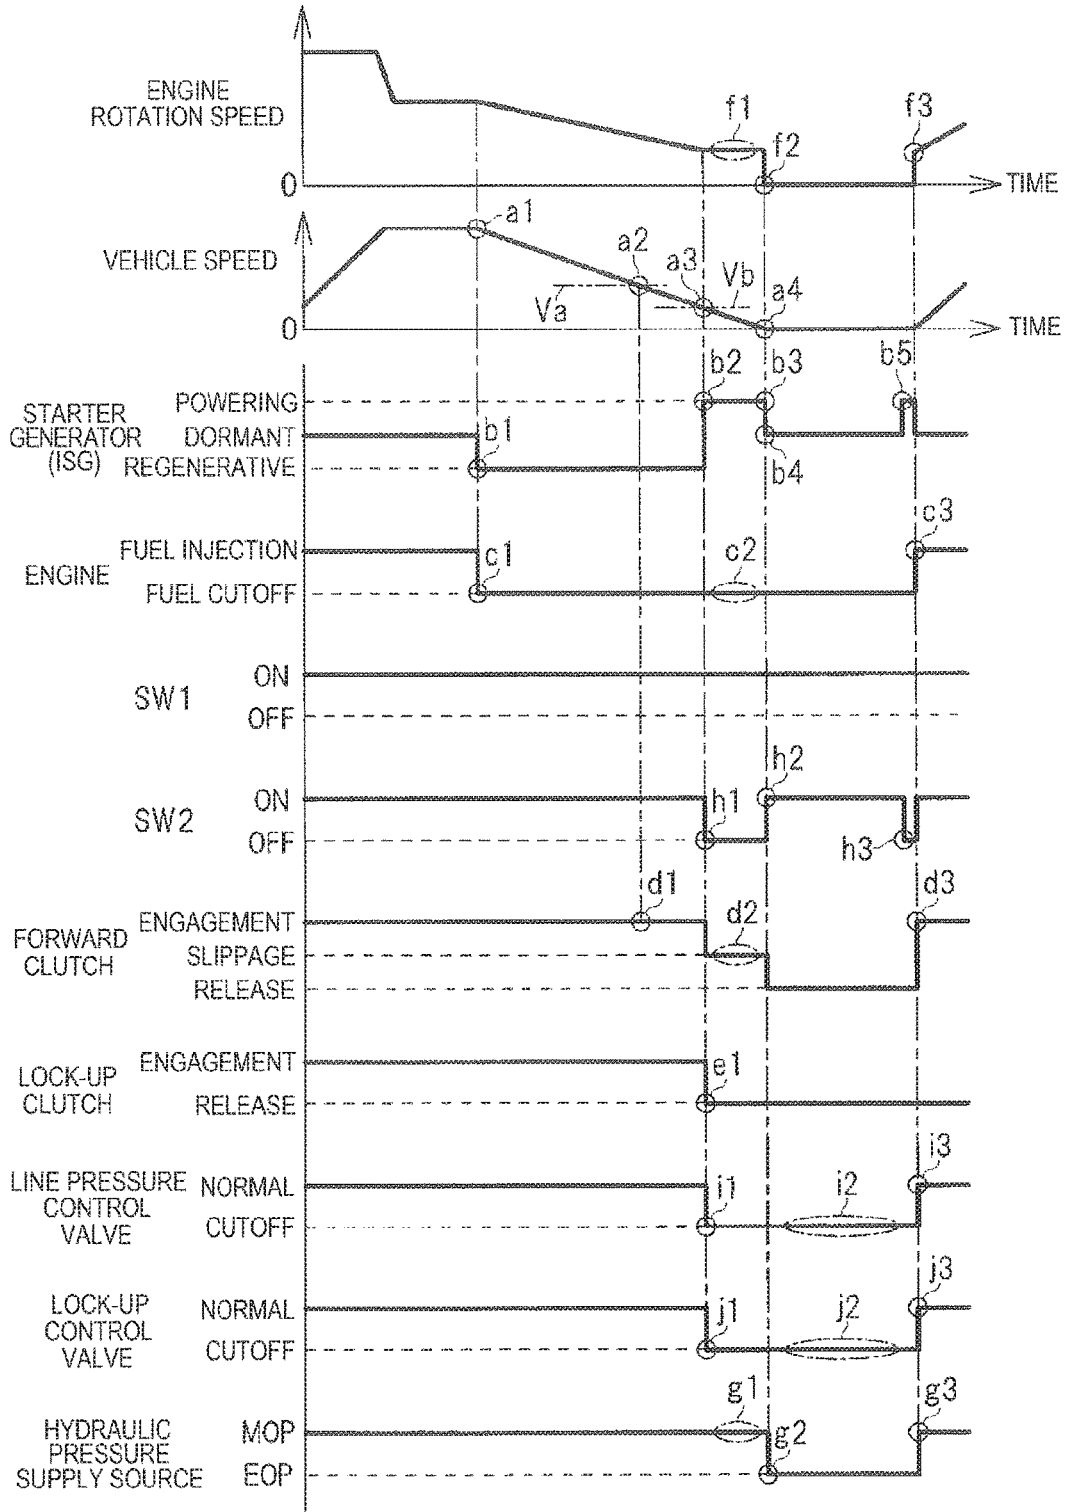 ENGINE
ROTATION SPEED
f1
f2
f3
0
TIME
VEHICLE SPEED
a1
a2
a3
a4
Va
Vb
0
TIME
STARTER
GENERATOR
(ISG)
POWERING
DORMANT
REGENERATIVE
b1
b2
b3
b4
b5
ENGINE
FUEL INJECTION
FUEL CUTOFF
c1
c2
c3
SW1
ON
OFF
SW2
ON
OFF
h1
h2
h3
FORWARD
CLUTCH
ENGAGEMENT
SLIPPAGE
RELEASE
d1
d2
d3
LOCK-UP
CLUTCH
ENGAGEMENT
RELEASE
e1
LINE PRESSURE
CONTROL
VALVE
NORMAL
CUTOFF
i1
i2
i3
LOCK-UP
CONTROL
VALVE
NORMAL
CUTOFF
j1
j2
j3
HYDRAULIC
PRESSURE
SUPPLY SOURCE
MOP
EOP
g1
g2
g3